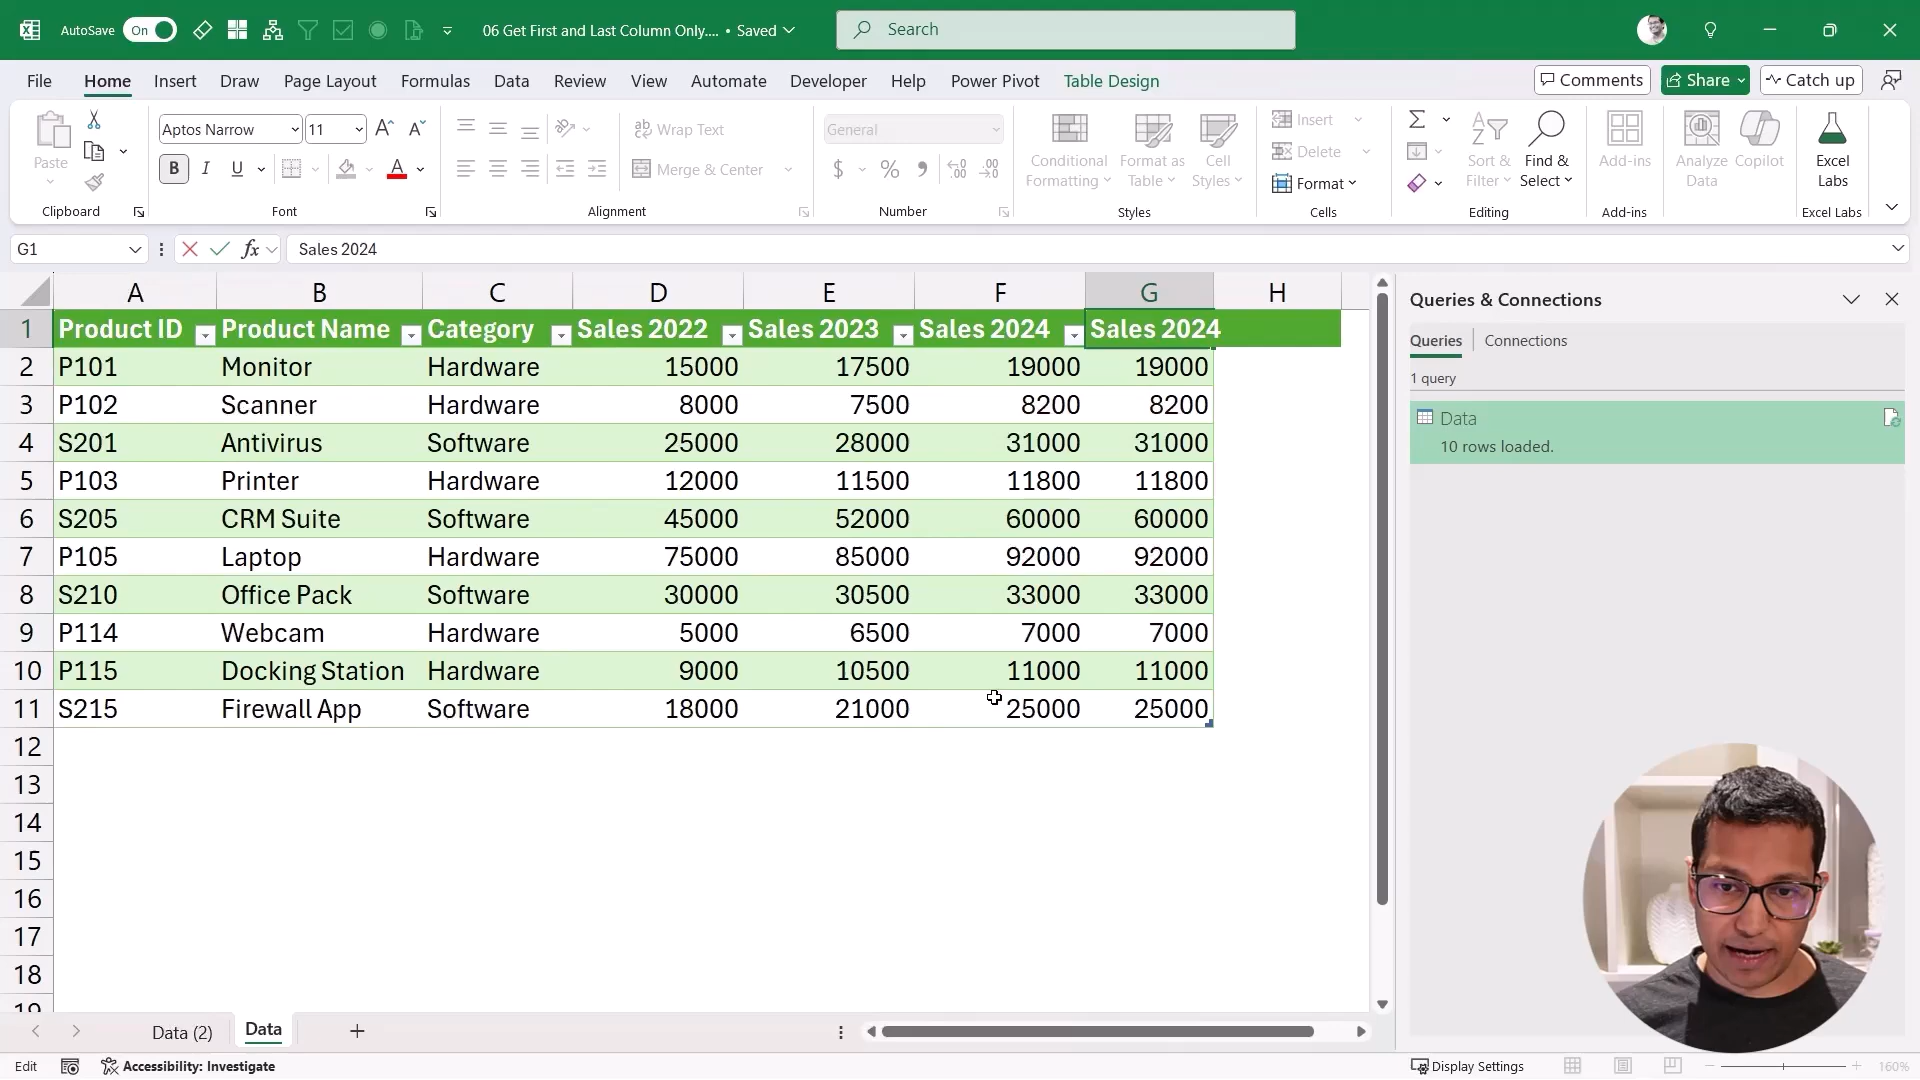 AutoSave On 06 Get First and Last Column Only.... • Saved Search
File Home Insert Draw Page Layout Formulas Data Review View Automate Developer Help Power Pivot Table Design Comments Share Catch up
Paste
Clipboard
Aptos Narrow 11
B I U A
Font
Wrap Text
Merge & Center
Alignment
General
$ %
Number
Conditional Formatting
Format as Table
Cell Styles
Styles
Insert
Delete
Format
Cells
Sort & Filter
Find & Select
Editing
Add-ins
Add-ins
Analyze Data
Copilot
Excel Labs
Excel Labs
G1 fx Sales 2024
A B C D E F G H
1 Product ID Product Name Category Sales 2022 Sales 2023 Sales 2024 Sales 2024
2 P101 Monitor Hardware 15000 17500 19000 19000
3 P102 Scanner Hardware 8000 7500 8200 8200
4 S201 Antivirus Software 25000 28000 31000 31000
5 P103 Printer Hardware 12000 11500 11800 11800
6 S205 CRM Suite Software 45000 52000 60000 60000
7 P105 Laptop Hardware 75000 85000 92000 92000
8 S210 Office Pack Software 30000 30500 33000 33000
9 P114 Webcam Hardware 5000 6500 7000 7000
10 P115 Docking Station Hardware 9000 10500 11000 11000
11 S215 Firewall App Software 18000 21000 25000 25000
12
13
14
15
16
17
18
19
Queries & Connections
Queries Connections
1 query
Data
10 rows loaded.
Data (2) Data
Edit Accessibility: Investigate Display Settings 160%